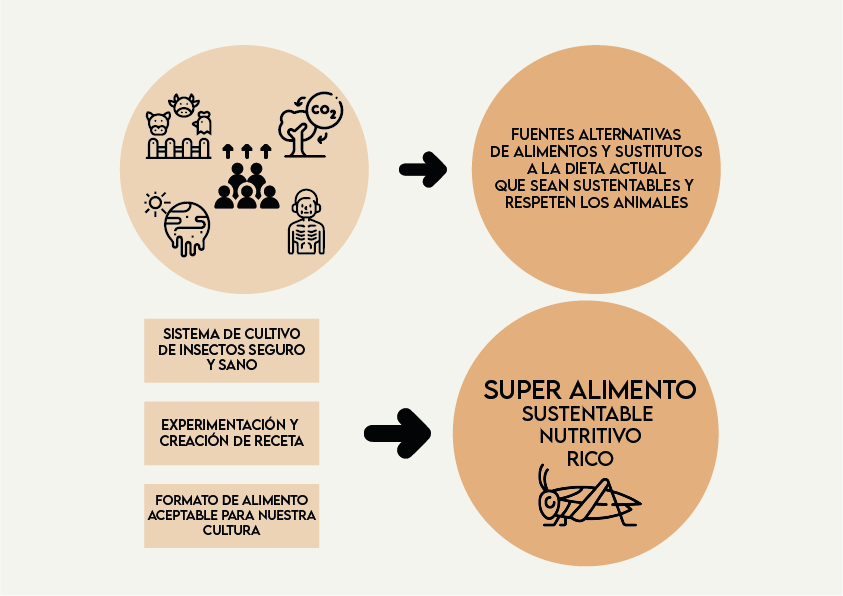 CO2
FUENTES ALTERNATIVAS
DE ALIMENTOS Y SUSTITUTOS
A LA DIETA ACTUAL
QUE SEAN SUSTENTABLES Y
RESPETEN LOS ANIMALES
SISTEMA DE CULTIVO
DE INSECTOS SEGURO
Y SANO
EXPERIMENTACIÓN Y
CREACIÓN DE RECETA
FORMATO DE ALIMENTO
ACEPTABLE PARA NUESTRA
CULTURA
SUPER ALIMENTO
SUSTENTABLE
NUTRITIVO
RICO